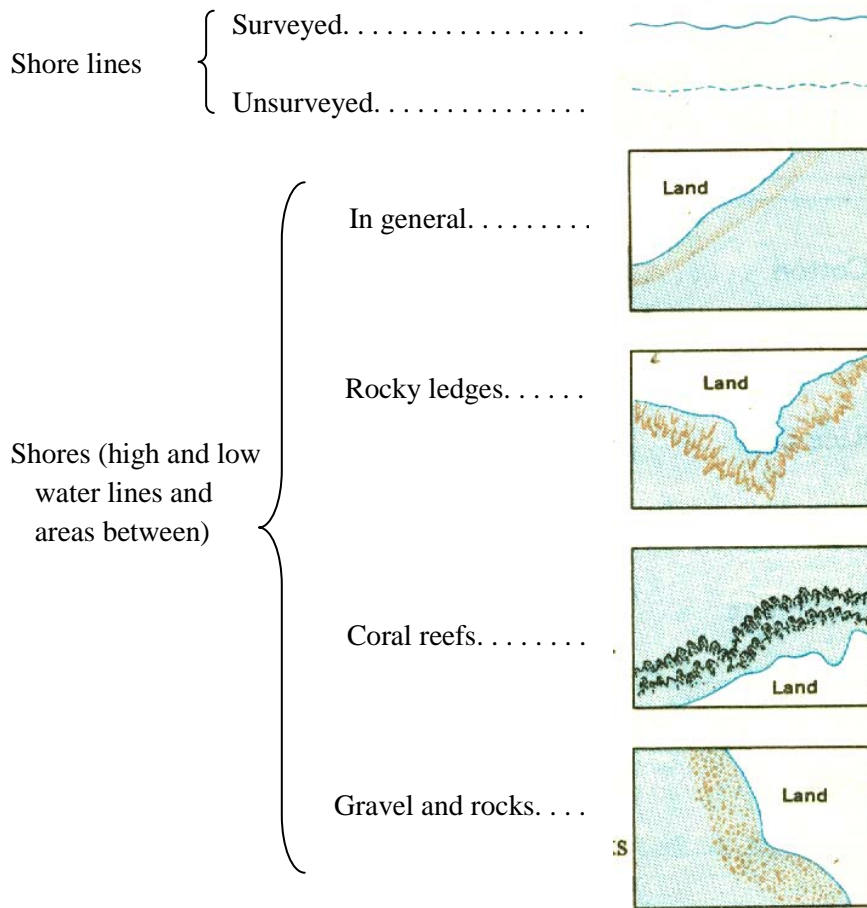 Surveyed. . . . . . . . . . . . . . . . .
Shore lines
Unsurveyed. . . . . . . . . . . . . . .
Land
In general. . . . . . . . .
Land
Rocky ledges. . . . . .
Shores (high and low
water lines and
areas between)
Coral reefs. . . . . . . .
Land
Land
Gravel and rocks. . . .